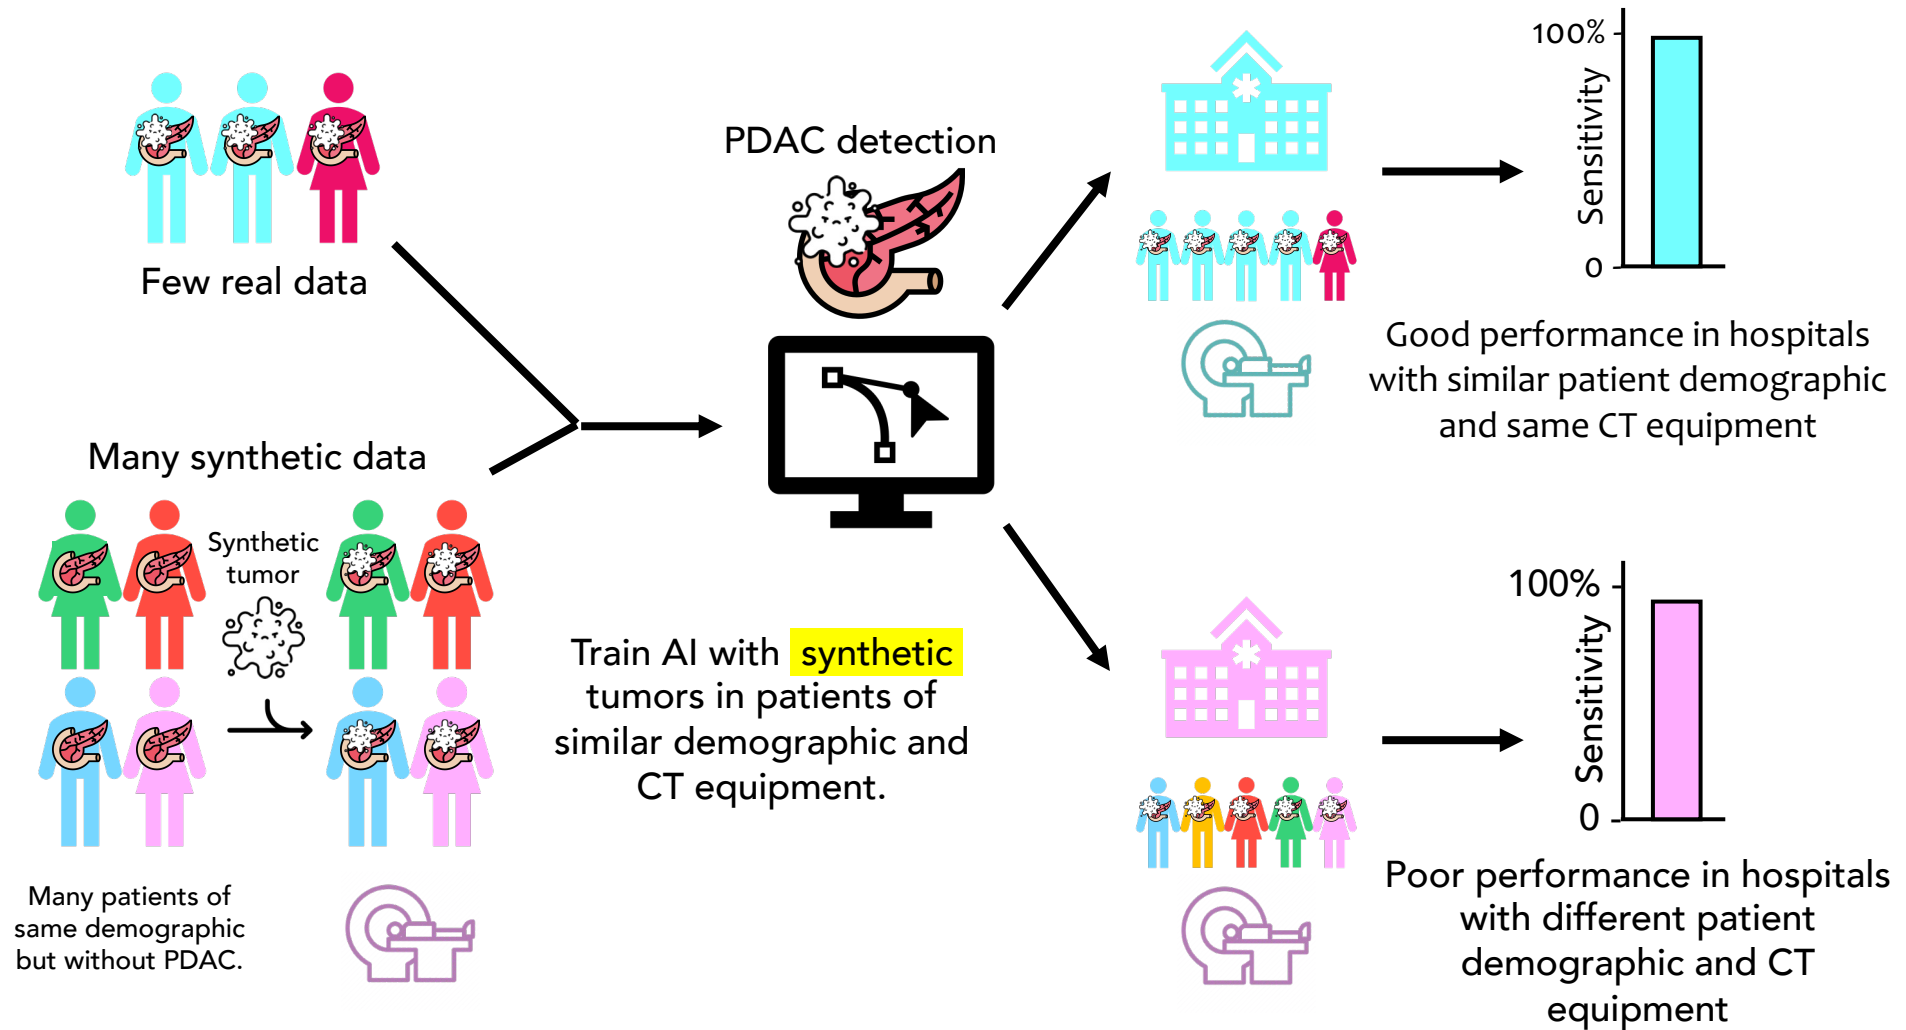 Few real data
Many synthetic data
Synthetic
tumor
Many patients of
same demographic
but without PDAC.
PDAC detection
Train AI with synthetic
tumors in patients of
similar demographic and
CT equipment.
100%
Sensitivity
0
Good performance in hospitals
with similar patient demographic
and same CT equipment
100%
Sensitivity
0
Poor performance in hospitals
with different patient
demographic and CT
equipment